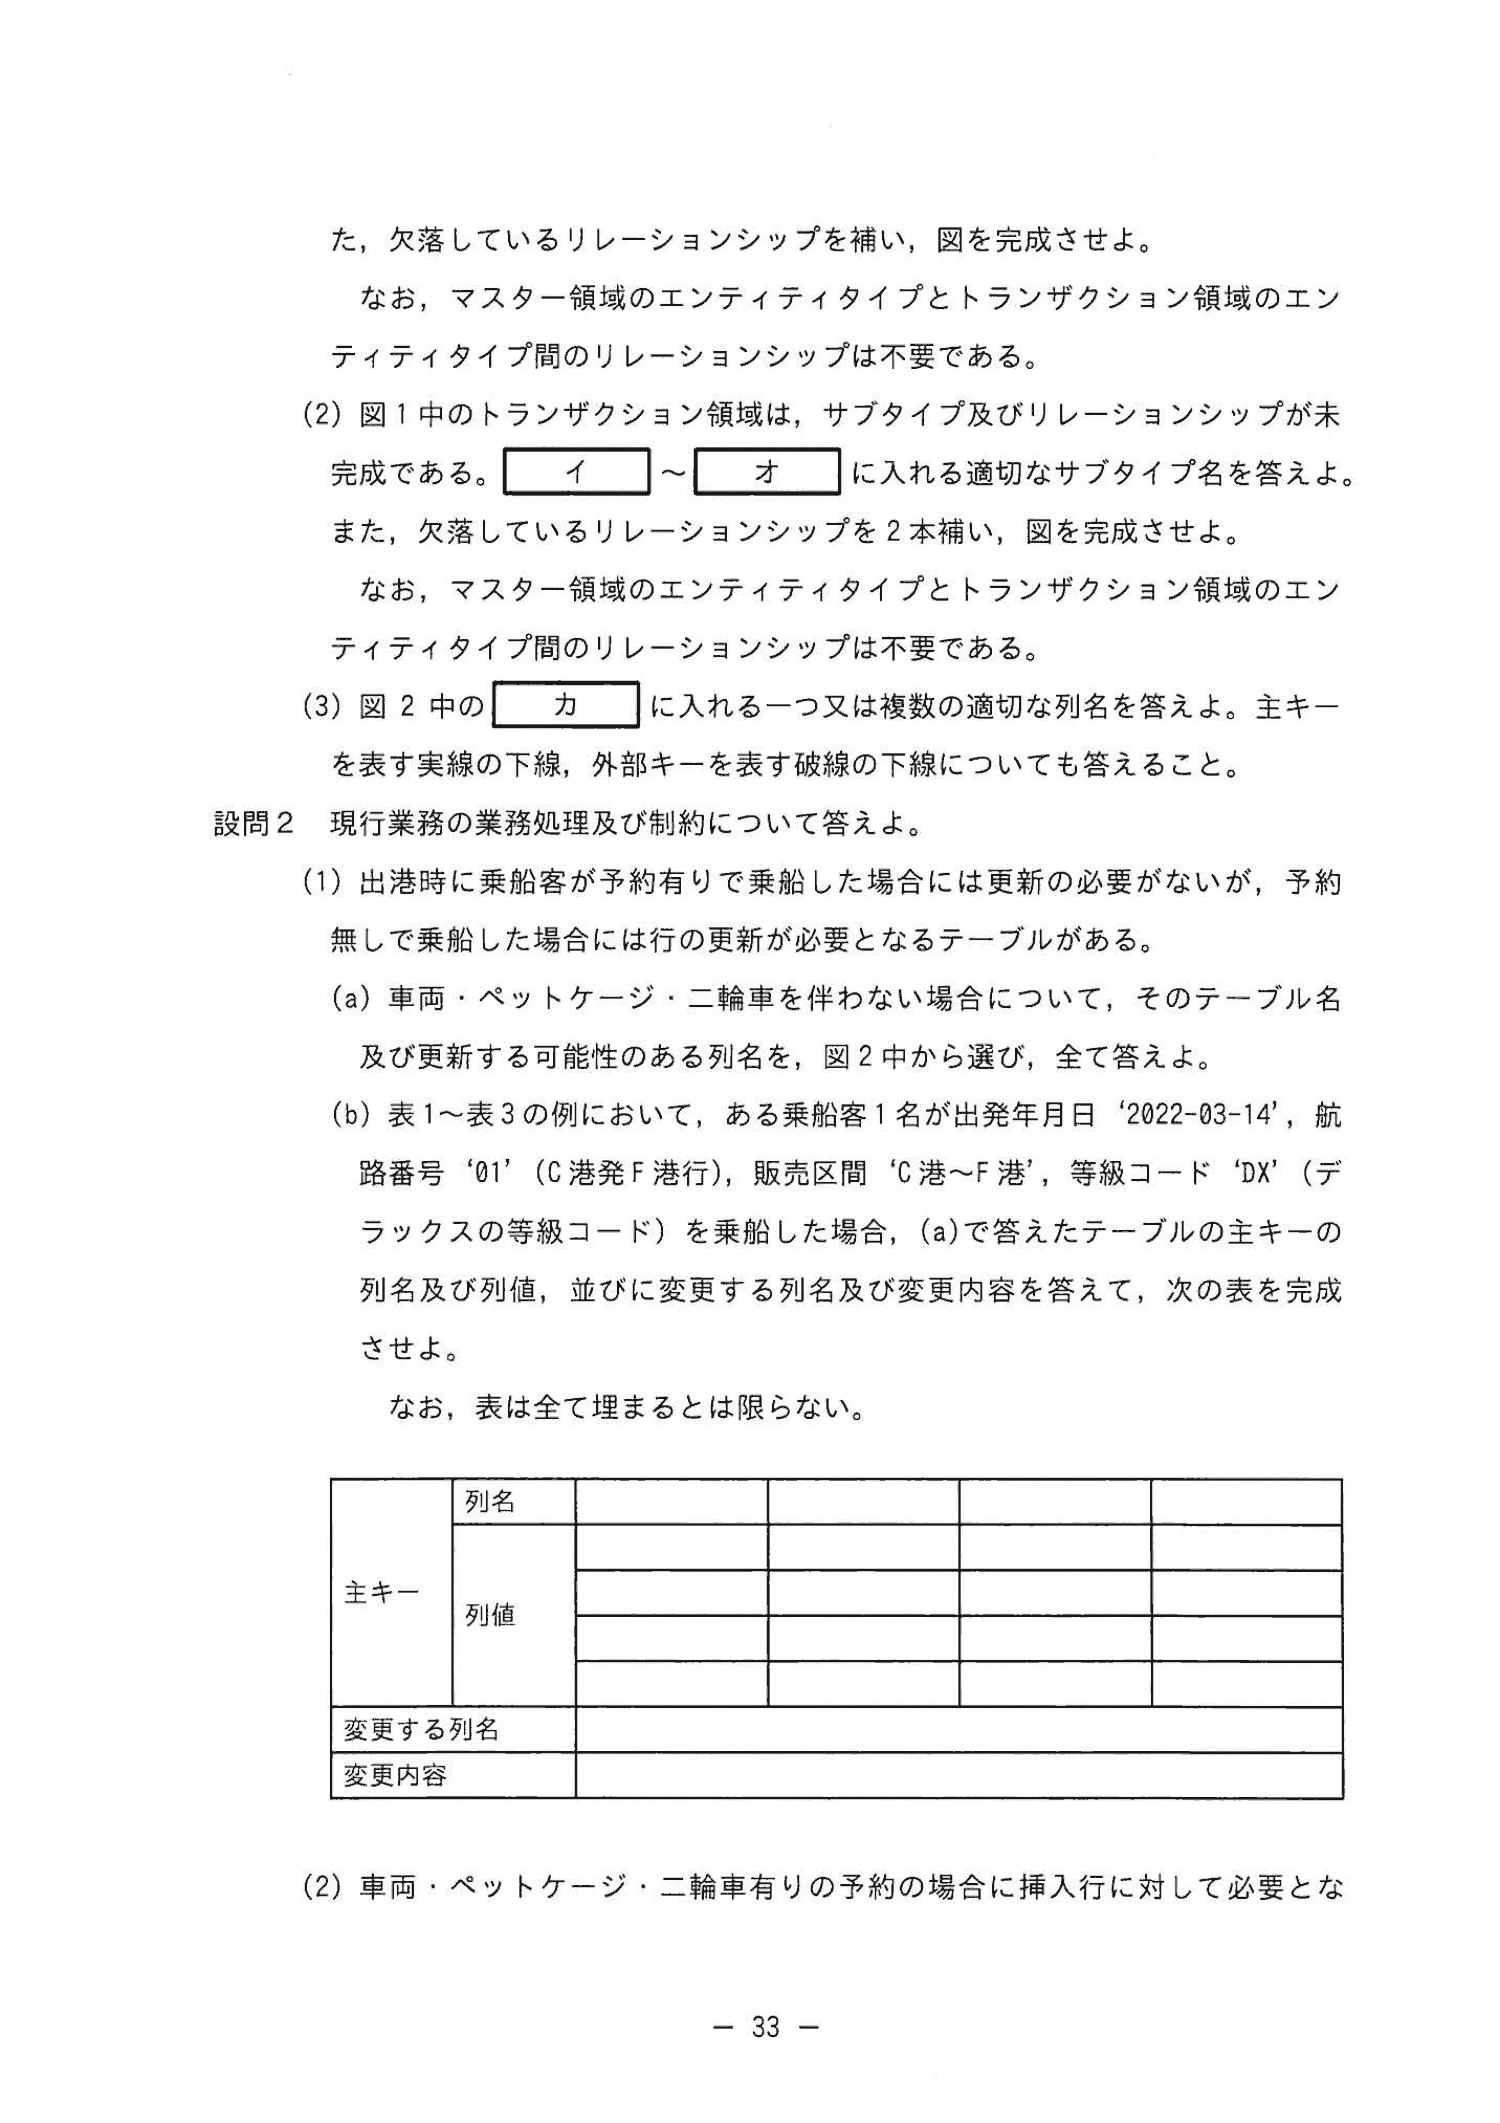 た，欠落しているリレーションシップを補い，図を完成させよ。
なお，マスター領域のエンティティタイプとトランザクション領域のエン
ティティタイプ間のリレーションシップは不要である。
(2) 図1中のトランザクション領域は，サブタイプ及びリレーションシップが未
完成である。 イ ～ オ に入れる適切なサブタイプ名を答えよ。
また，欠落しているリレーションシップを2本補い，図を完成させよ。
なお，マスター領域のエンティティタイプとトランザクション領域のエン
ティティタイプ間のリレーションシップは不要である。
(3) 図2中の カ に入れる一つ又は複数の適切な列名を答えよ。主キー
を表す実線の下線，外部キーを表す破線の下線についても答えること。
設問2 現行業務の業務処理及び制約について答えよ。
(1) 出港時に乗船客が予約有りで乗船した場合には更新の必要がないが，予約
無しで乗船した場合には行の更新が必要となるテーブルがある。
(a) 車両・ペットケージ・二輪車を伴わない場合について，そのテーブル名
及び更新する可能性のある列名を，図2中から選び，全て答えよ。
(b) 表1～表3の例において，ある乗船客1名が出発年月日‘2022-03-14’，航
路番号‘01’（C港発F港行），販売区間‘C港～F港’，等級コード‘DX’（デ
ラックスの等級コード）を乗船した場合，(a)で答えたテーブルの主キーの
列名及び列値，並びに変更する列名及び変更内容を答えて，次の表を完成
させよ。
なお，表は全て埋まるとは限らない。
列名
主キー
列値
変更する列名
変更内容
(2) 車両・ペットケージ・二輪車有りの予約の場合に挿入行に対して必要とな
－ 33 －